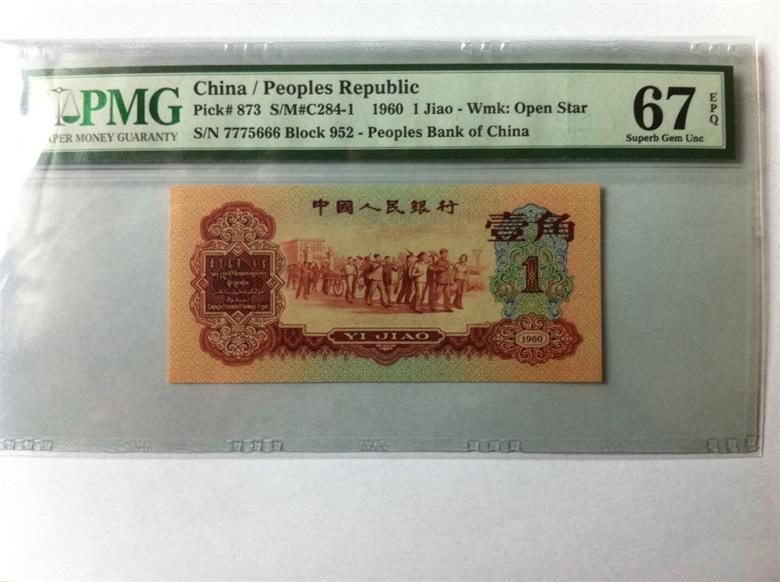 PMG
PAPER MONEY GUARANTY
China / Peoples Republic
Pick# 873 S/M#C284-1 1960 1 Jiao - Wmk: Open Star
S/N 7775666 Block 952 - Peoples Bank of China
67
EPQ
Superb Gem Unc
中國人民銀行
壹角
1
YI JIAO
1960